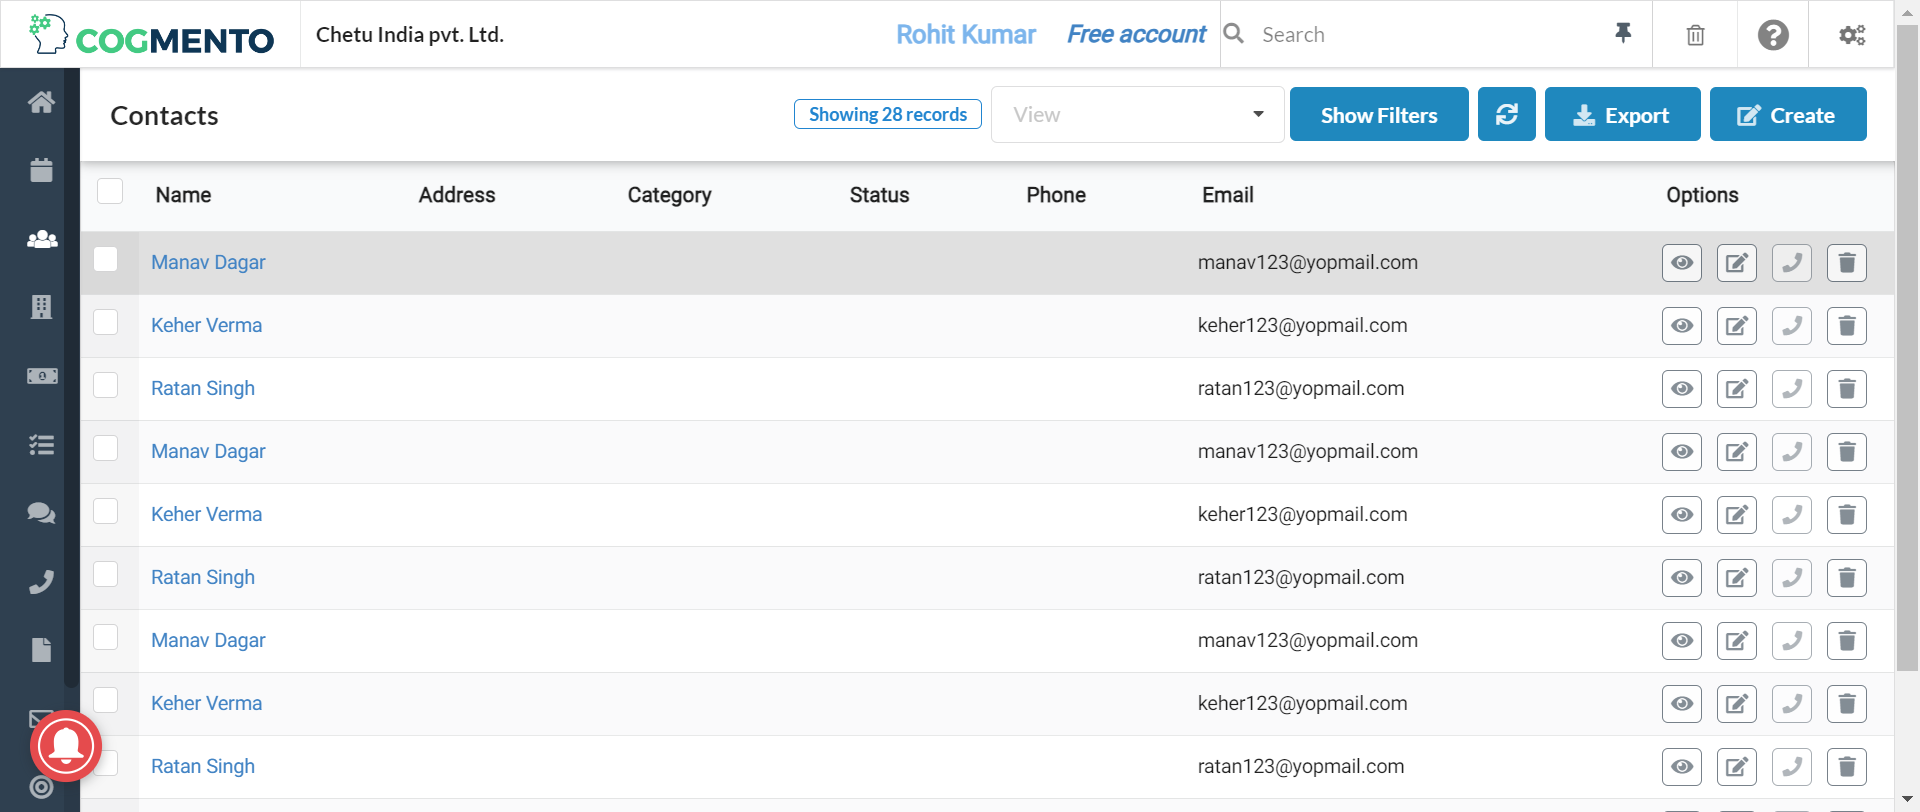 COGMENTO
Chetu India pvt. Ltd.
Rohit Kumar
Free account
Search
Contacts
Showing 28 records
View
Show Filters
Export
Create
Name Address Category Status Phone Email Options
Manav Dagar manav123@yopmail.com
Keher Verma keher123@yopmail.com
Ratan Singh ratan123@yopmail.com
Manav Dagar manav123@yopmail.com
Keher Verma keher123@yopmail.com
Ratan Singh ratan123@yopmail.com
Manav Dagar manav123@yopmail.com
Keher Verma keher123@yopmail.com
Ratan Singh ratan123@yopmail.com